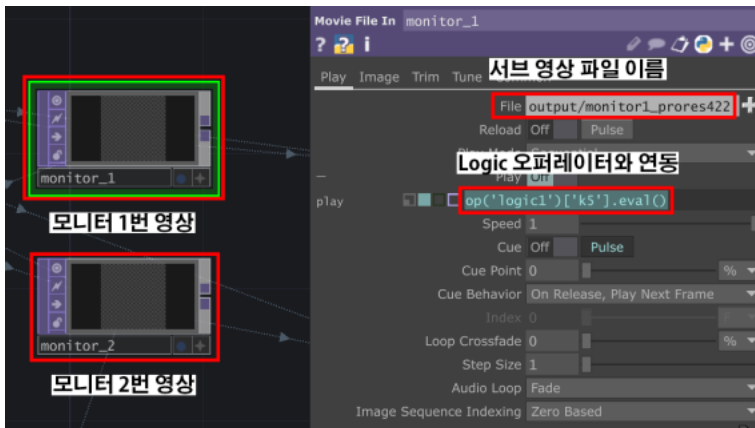 Movie File In monitor_1
? ? i
Play Image Trim Tune
서브 영상 파일 이름
File output/monitor1_prores422
Reload Off Pulse
Logic 오퍼레이터와 연동
Play Off
play op('logic1')['k5'].eval()
Speed 1
Cue Off Pulse
Cue Point 0 %
Cue Behavior On Release, Play Next Frame
Index 0
Loop Crossfade 0 %
Step Size 1
Audio Loop Fade
Image Sequence Indexing Zero Based
monitor_1
모니터 1번 영상
monitor_2
모니터 2번 영상